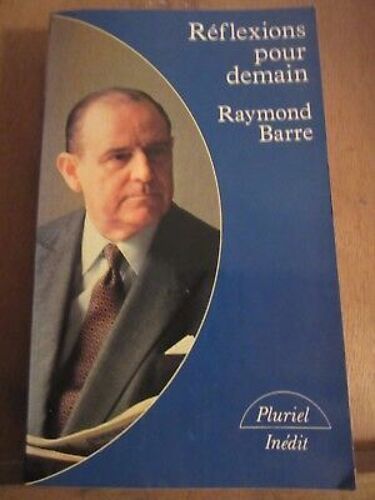 Réflexions
pour
demain
Raymond
Barre
Pluriel
Inédit